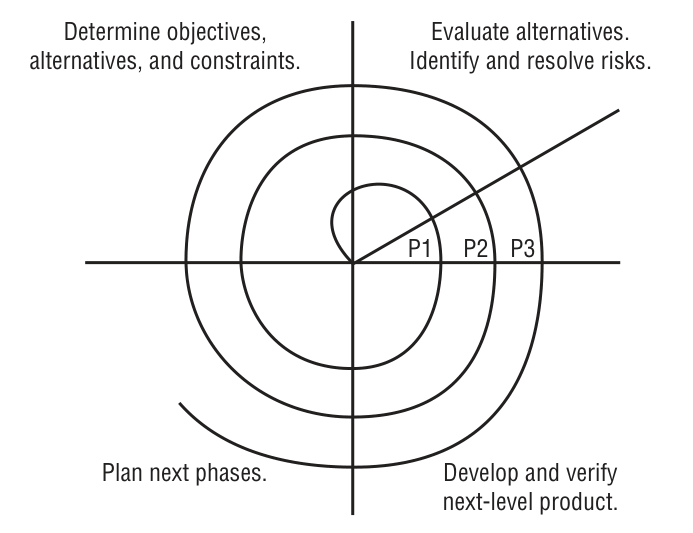 Determine objectives,
alternatives, and constraints.
Evaluate alternatives.
Identify and resolve risks.
P1 P2 P3
Plan next phases.
Develop and verify
next-level product.